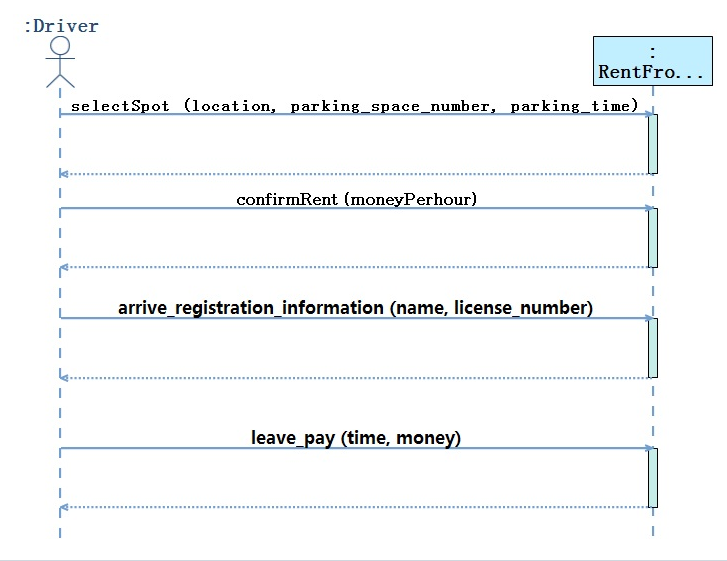 :Driver
:
RentFro...
selectSpot (location, parking_space_number, parking_time)
confirmRent (moneyPerhour)
arrive_registration_information (name, license_number)
leave_pay (time, money)